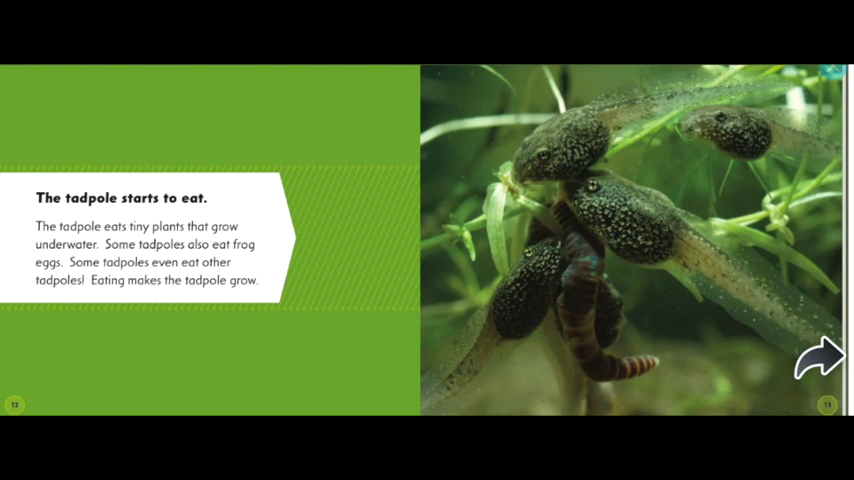 The tadpole starts to eat.
The tadpole eats tiny plants that grow
underwater. Some tadpoles also eat frog
eggs. Some tadpoles even eat other
tadpoles! Eating makes the tadpole grow.
12
13